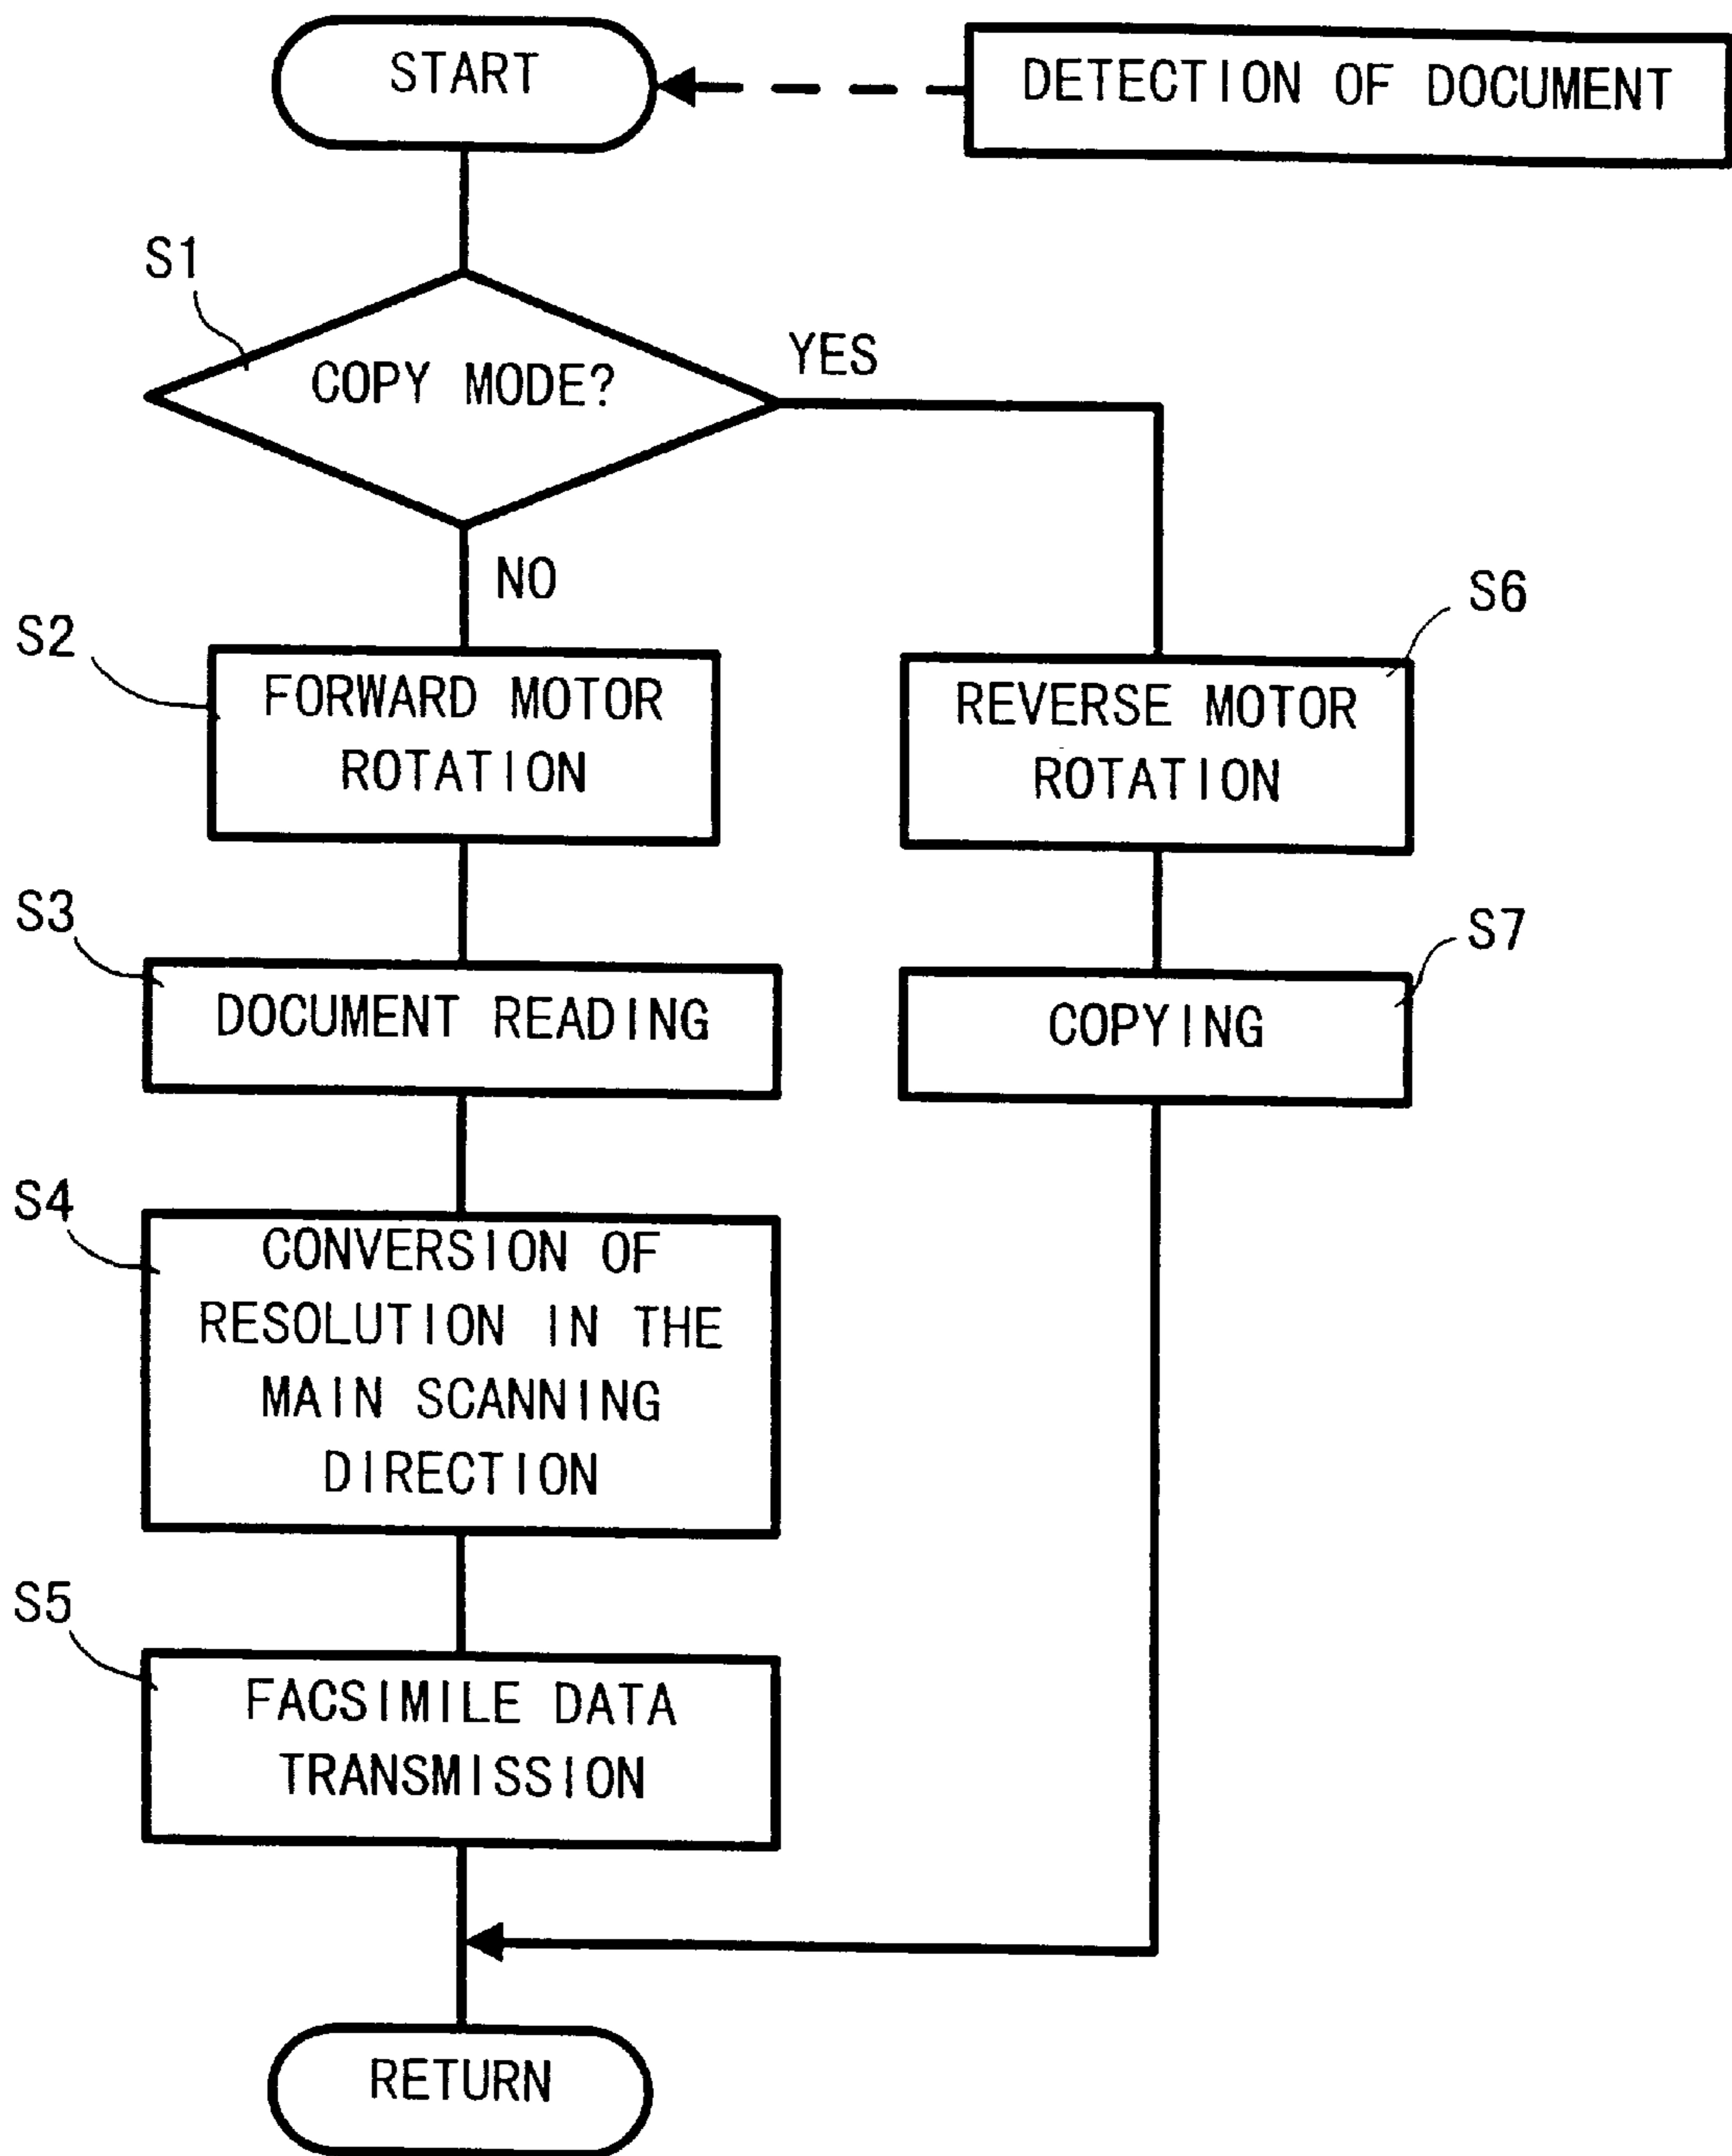 START
DETECTION OF DOCUMENT
S1
COPY MODE?
YES
NO
S2
FORWARD MOTOR
ROTATION
S6
REVERSE MOTOR
ROTATION
S3
DOCUMENT READING
S7
COPYING
S4
CONVERSION OF
RESOLUTION IN THE
MAIN SCANNING
DIRECTION
S5
FACSIMILE DATA
TRANSMISSION
RETURN